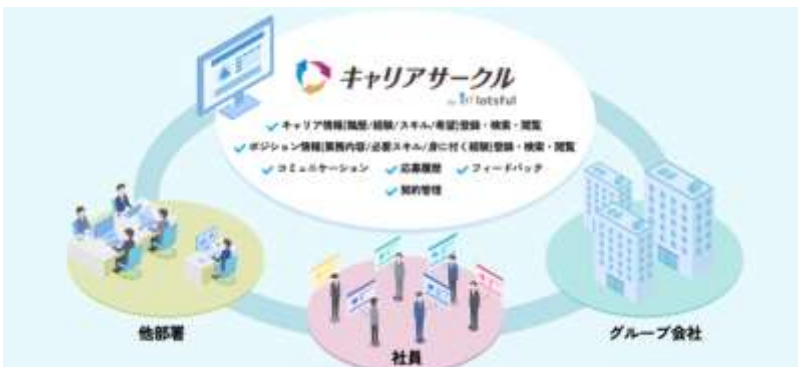 キャリアサークル
by lotsful
✓ キャリア情報[職歴/経験/スキル/希望]登録・検索・閲覧
✓ ポジション情報[業務内容/必要スキル/身に付く経験]登録・検索・閲覧
✓ コミュニケーション ✓ 応募履歴 ✓ フィードバック
✓ 契約管理
他部署
社員
グループ会社